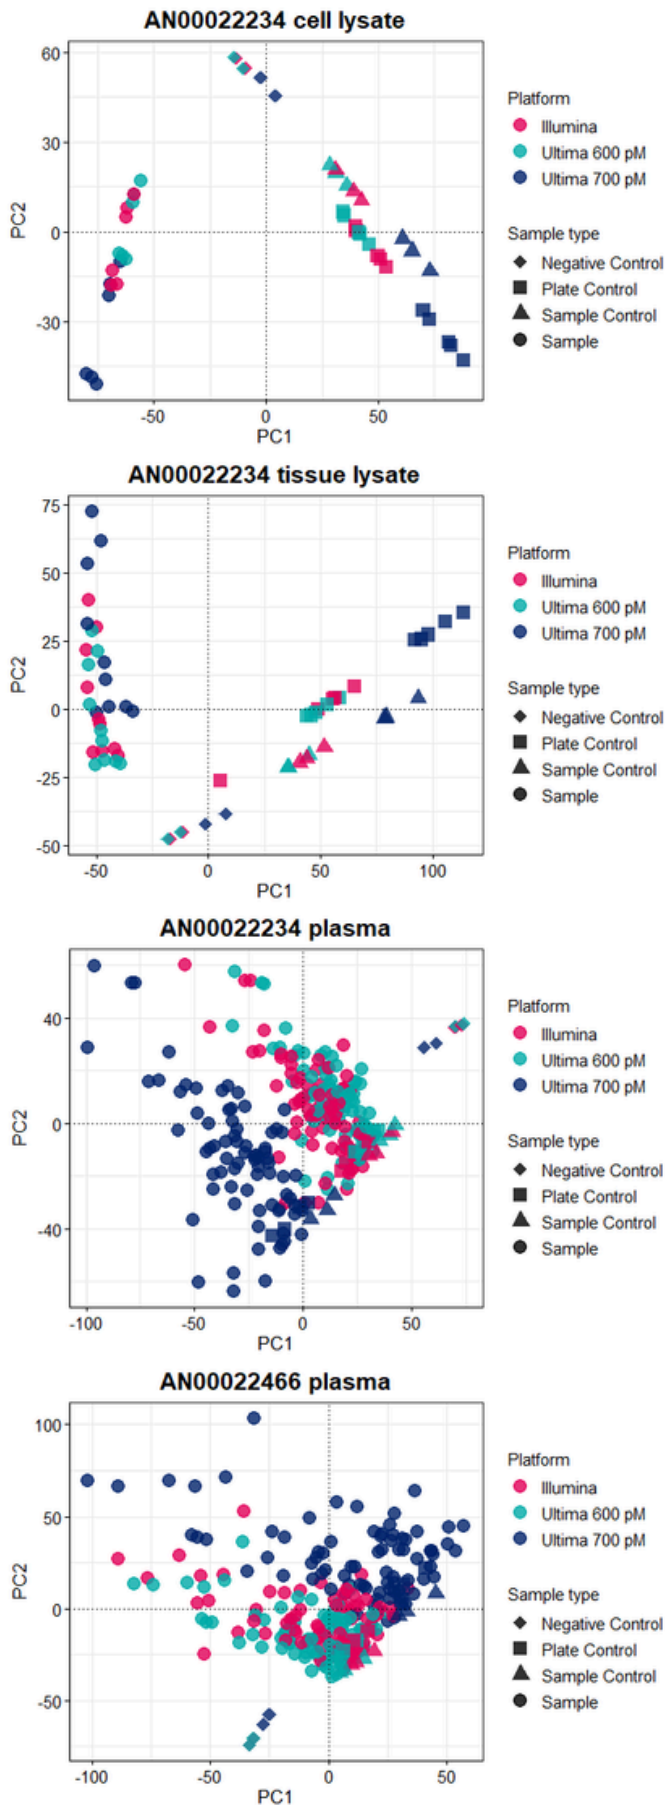 AN00022234 cell lysate
60
30
0
-30
PC2
-50
0
50
PC1
Platform
Illumina
Ultima 600 pM
Ultima 700 pM
Sample type
Negative Control
Plate Control
Sample Control
Sample
AN00022234 tissue lysate
75
50
25
0
-25
-50
PC2
-50
0
50
100
PC1
Platform
Illumina
Ultima 600 pM
Ultima 700 pM
Sample type
Negative Control
Plate Control
Sample Control
Sample
AN00022234 plasma
40
0
-40
PC2
-100
-50
0
50
PC1
Platform
Illumina
Ultima 600 pM
Ultima 700 pM
Sample type
Negative Control
Plate Control
Sample Control
Sample
AN00022466 plasma
100
50
0
-50
PC2
-100
-50
0
50
PC1
Platform
Illumina
Ultima 600 pM
Ultima 700 pM
Sample type
Negative Control
Plate Control
Sample Control
Sample